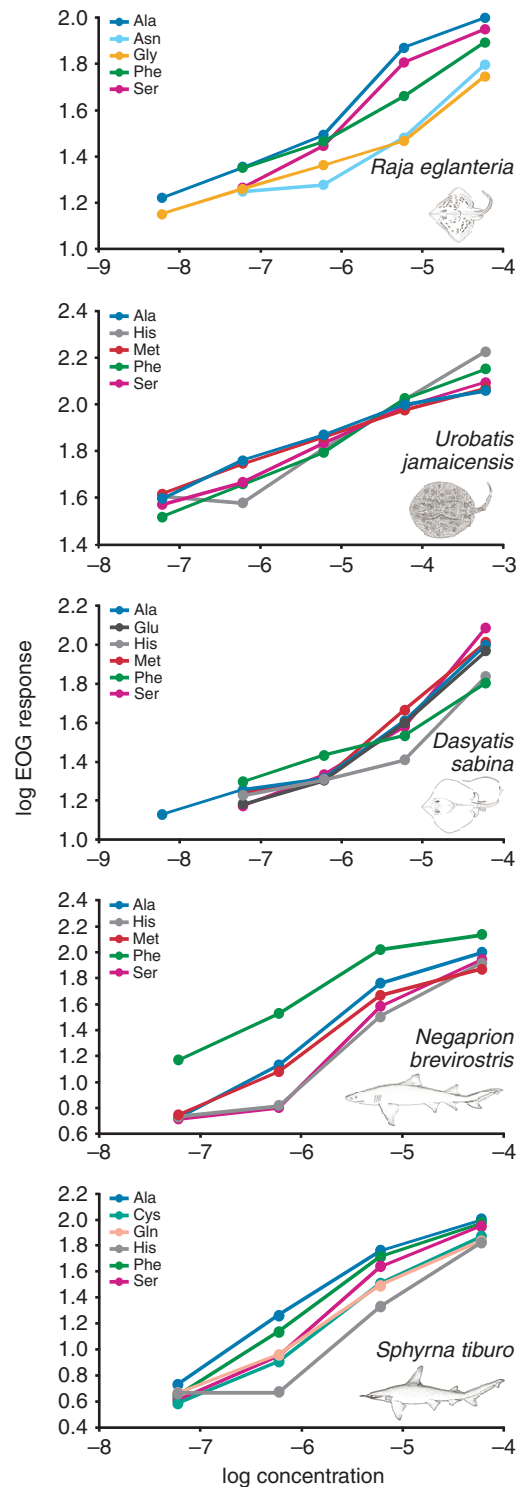 2.0
1.8
1.6
1.4
1.2
1.0
Ala
Asn
Gly
Phe
Ser
Raja eglanteria
–9 –8 –7 –6 –5 –4
2.4
2.2
2.0
1.8
1.6
1.4
Ala
His
Met
Phe
Ser
Urobatis
jamaicensis
–8 –7 –6 –5 –4 –3
log EOG response
2.2
2.0
1.8
1.6
1.4
1.2
1.0
Ala
Glu
His
Met
Phe
Ser
Dasyatis
sabina
–9 –8 –7 –6 –5 –4
2.4
2.2
2.0
1.8
1.6
1.4
1.2
1.0
0.8
0.6
Ala
His
Met
Phe
Ser
Negaprion
brevirostris
–8 –7 –6 –5 –4
2.2
2.0
1.8
1.6
1.4
1.2
1.0
0.8
0.6
0.4
Ala
Cys
Gln
His
Phe
Ser
Sphyrna tiburo
–8 –7 –6 –5 –4
log concentration